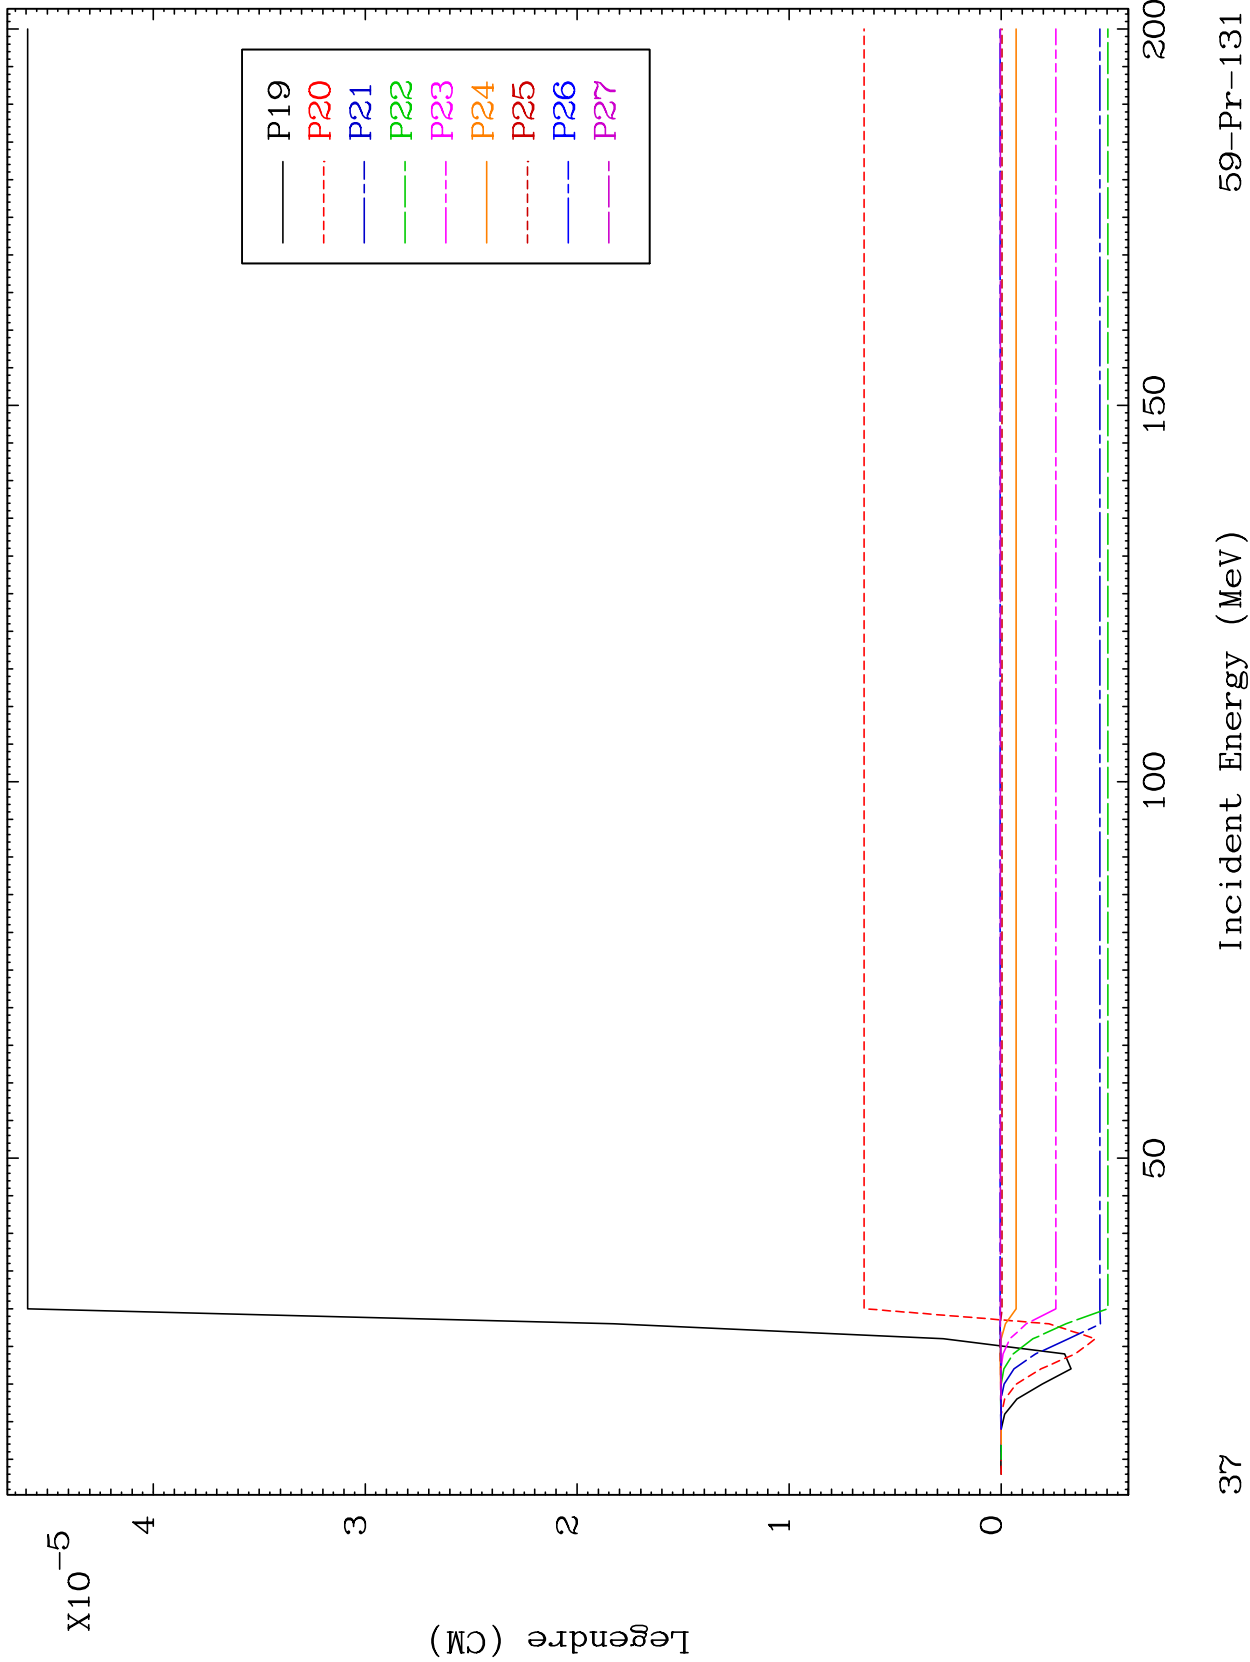 X10-5
Legendre (CM)
4
3
2
1
0
P19
P20
P21
P22
P23
P24
P25
P26
P27
50
100
150
200
Incident Energy (MeV)
37
59-Pr-131